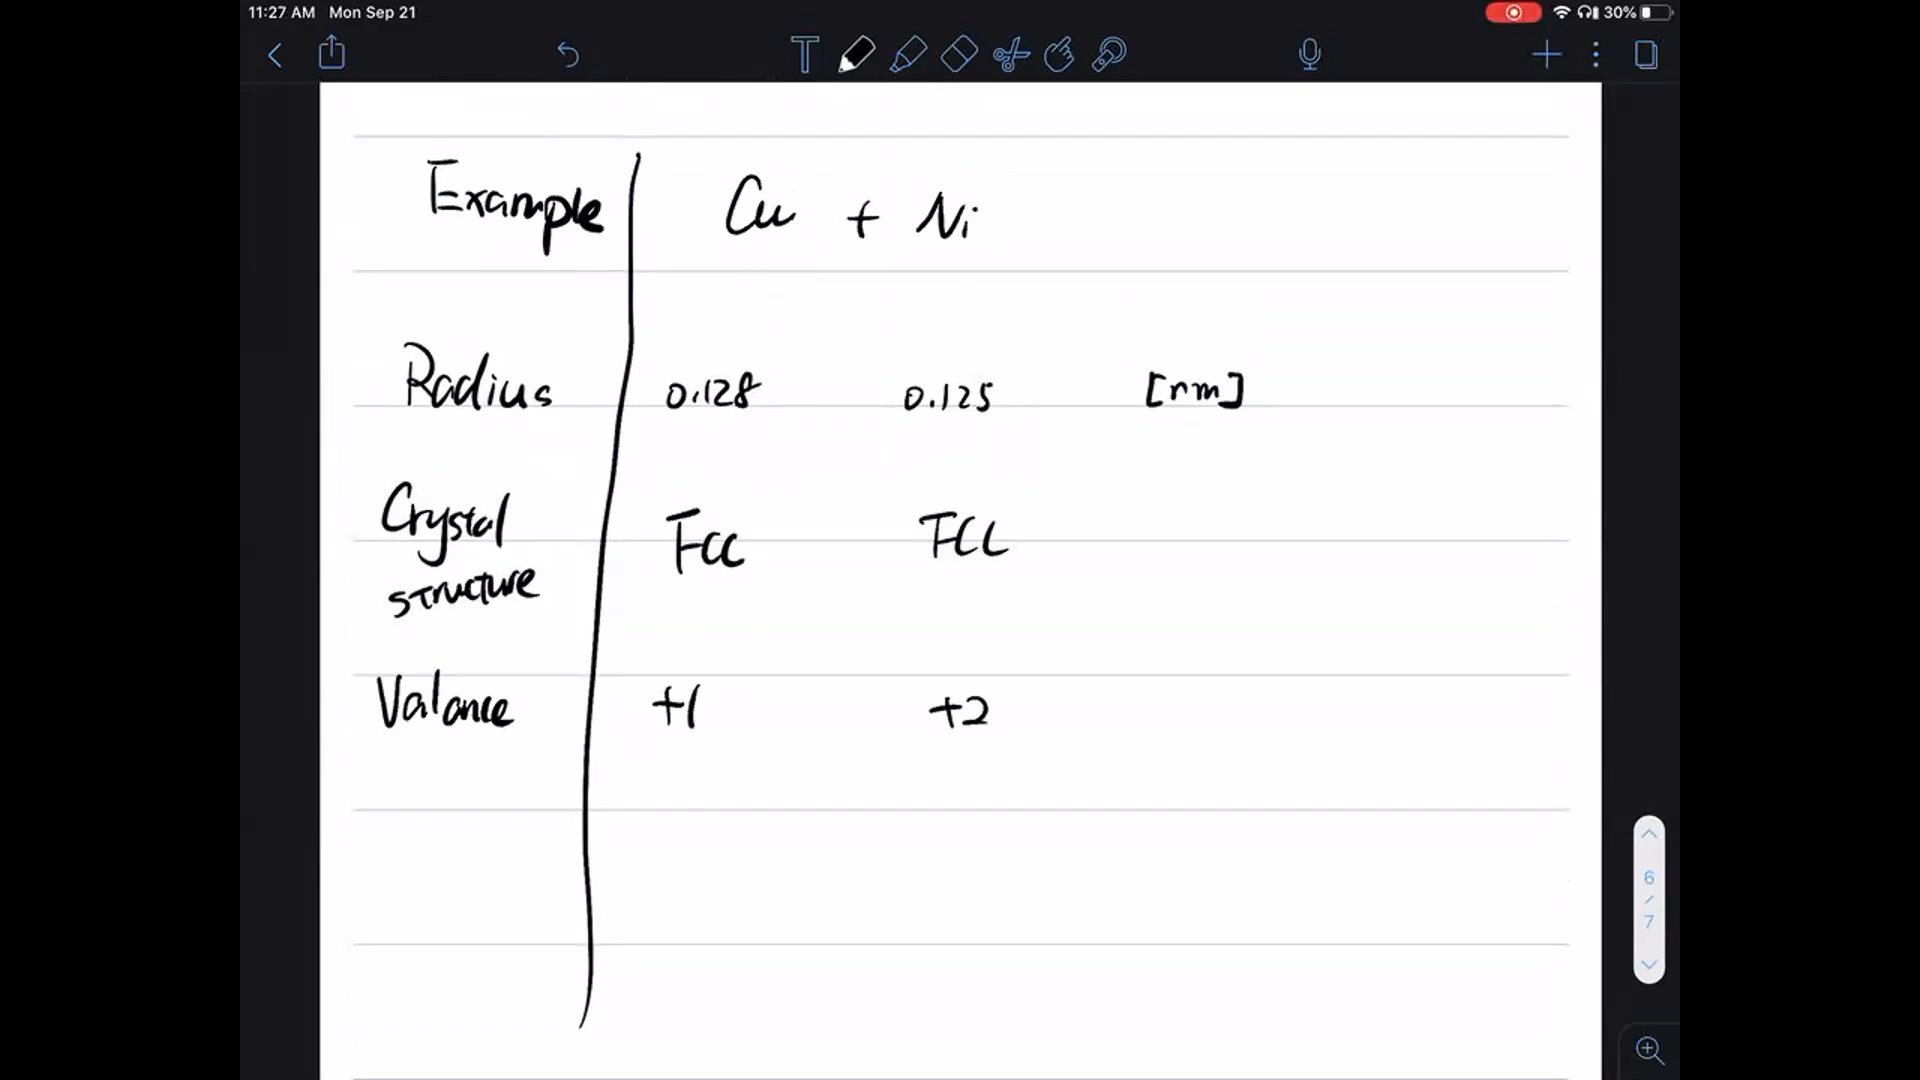 11:27 AM Mon Sep 21
30%
Example Cu + Ni
Radius 0.128 0.125 [nm]
Crystal
structure
FCC FCC
Valance +1 +2
6
/
7